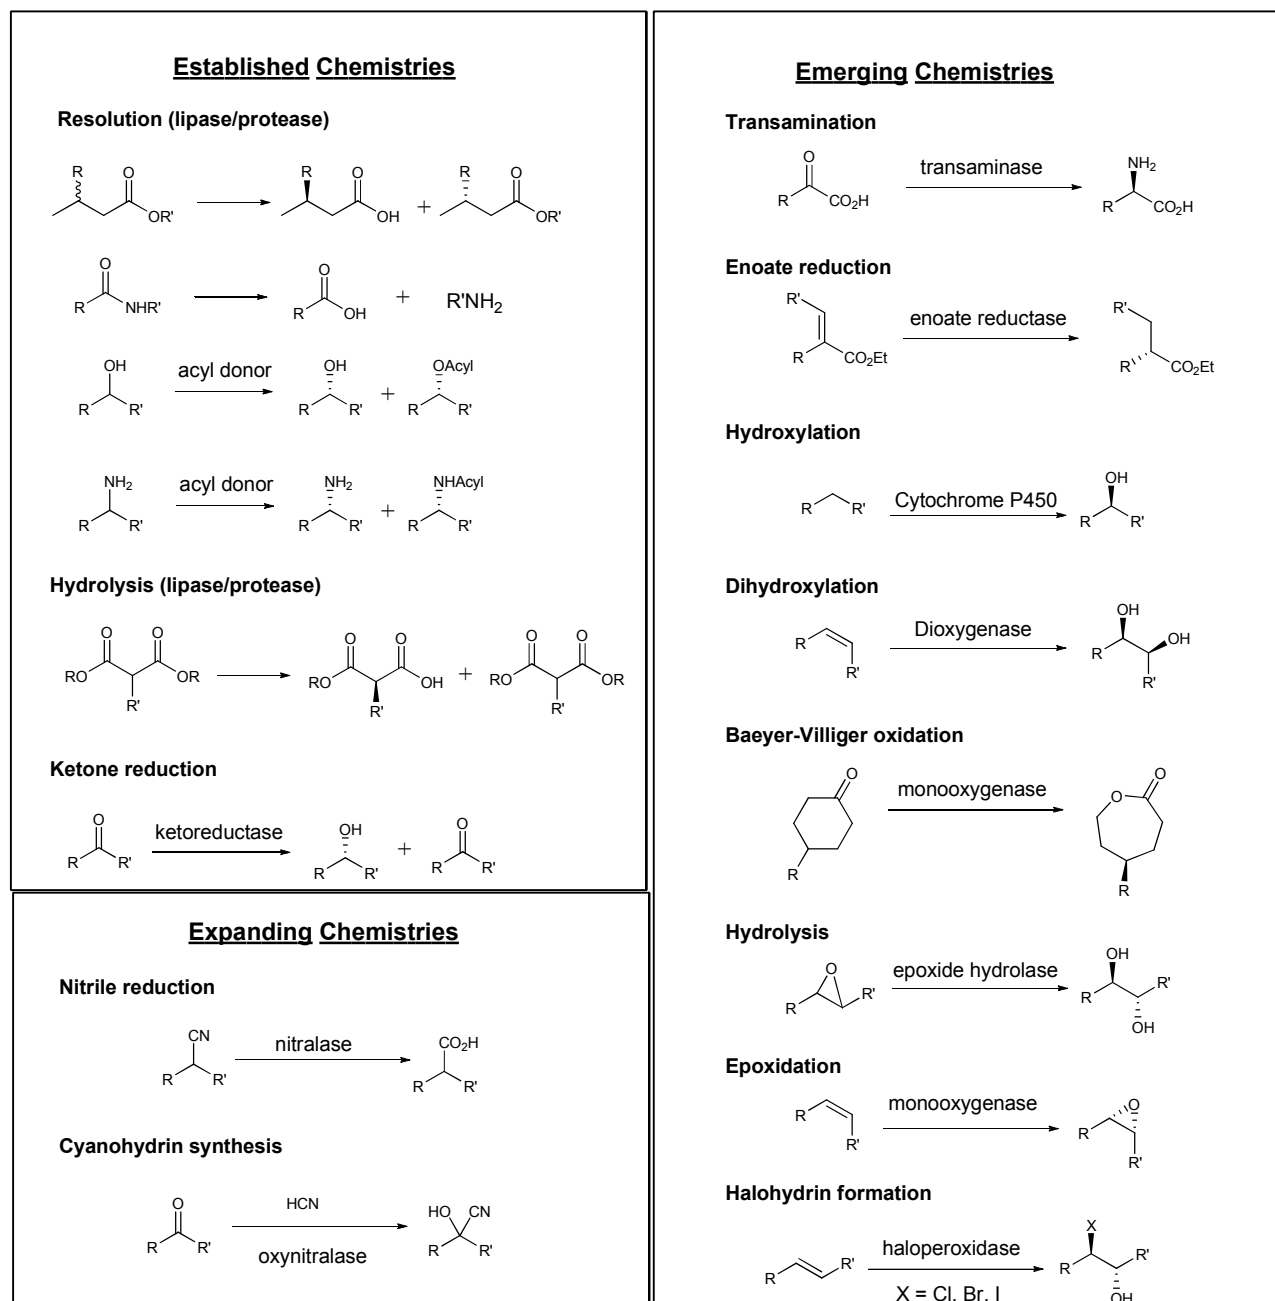 Established Chemistries
Resolution (lipase/protease)
R O OR' R O OH + R O OR'
O R NHR' O R OH + R'NH2
OH R R' acyl donor OH R R' + OAcyl R R'
NH2 R R' acyl donor NH2 R R' + NHAcyl R R'
Hydrolysis (lipase/protease)
O O RO OR R' O O RO OH R' + O O RO OR R'
Ketone reduction
O R R' ketoreductase OH R R' + O R R'
Expanding Chemistries
Nitrile reduction
CN R R' nitralase CO2H R R'
Cyanohydrin synthesis
O R R' HCN oxynitralase HO CN R R'
Emerging Chemistries
Transamination
O R CO2H transaminase NH2 R CO2H
Enoate reduction
R' R CO2Et enoate reductase R' R CO2Et
Hydroxylation
R R' Cytochrome P450 OH R R'
Dihydroxylation
R R' Dioxygenase OH OH R R'
Baeyer-Villiger oxidation
O R monooxygenase O O R
Hydrolysis
O R R' epoxide hydrolase OH R R' OH
Epoxidation
R R' monooxygenase O R R'
Halohydrin formation
R R' haloperoxidase X R R' OH
X = Cl, Br, I